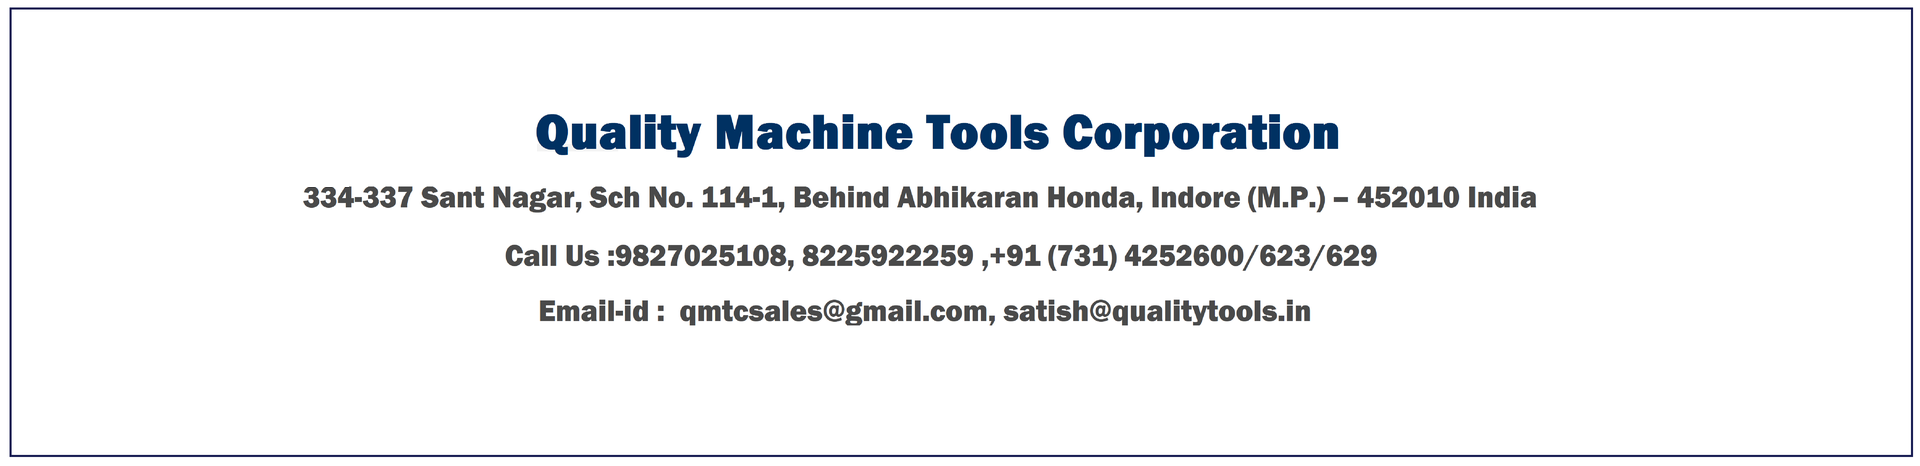 Quality Machine Tools Corporation
334-337 Sant Nagar, Sch No. 114-1, Behind Abhikaran Honda, Indore (M.P.) – 452010 India
Call Us :9827025108, 8225922259 ,+91 (731) 4252600/623/629
Email-id :  qmtcsales@gmail.com, satish@qualitytools.in